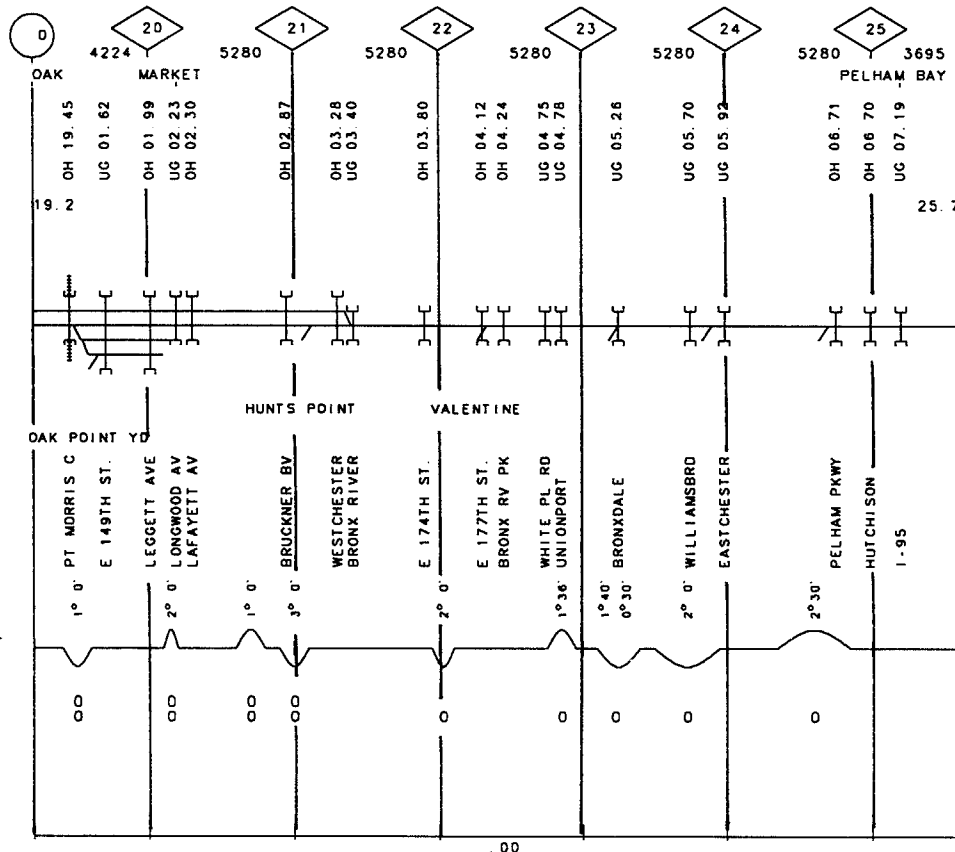 0 20 21 22 23 24 25
4224 5280 5280 5280 5280 5280 3695
OAK MARKET PELHAM BAY
OH 19.45
UG 01.62
OH 01.99
UG 02.23
OH 02.30
OH 02.87
OH 03.28
UG 03.40
OH 03.80
OH 04.12
OH 04.24
UG 04 75
UG 04.78
UG 05.26
UG 05.70
UG 05.92
OH 06.71
OH 06 70
UG 07.19
19.2 25.7
HUNTS POINT VALENTINE
OAK POINT YD
PT MORRIS C
E 149TH ST.
LEGGETT AVE
LONGWOOD AV
LAFAYETT AV
BRUCKNER BV
WESTCHESTER
BRONX RIVER
E 174TH ST.
E 177TH ST.
BRONX RV PK
WHITE PL RD
UNIONPORT
BRONXDALE
WILLIAMSBRD
EASTCHESTER
PELHAM PKWY
HUTCHISON
I-95
1° 0'
2° 0'
1° 0'
3° 0'
2° 0'
1°36'
1°40'
0°30'
2° 0'
2°30'
0 0 0 0
0 0 0 0 0 0 0 0 0
.00